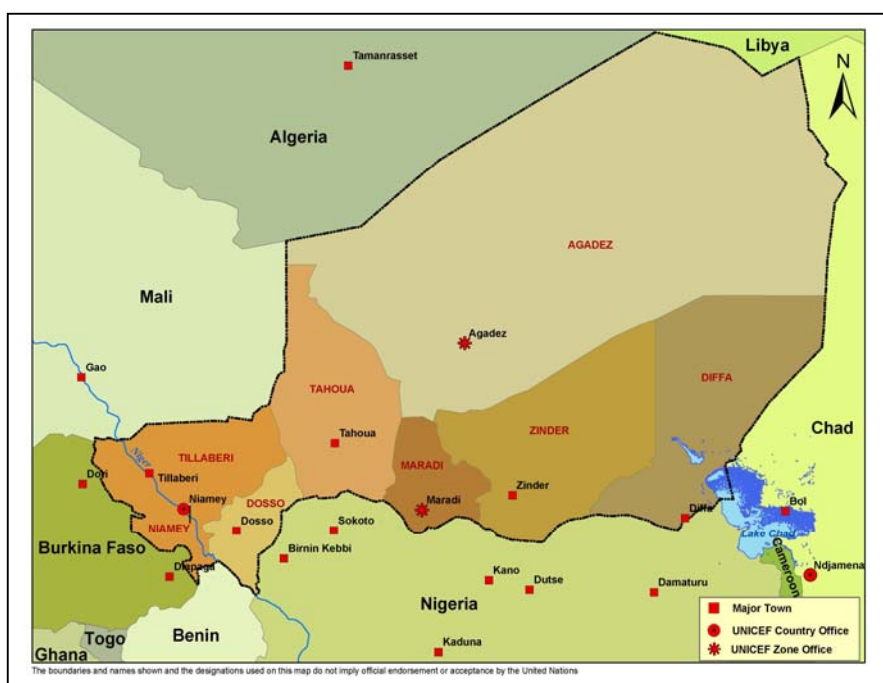 Libya
N
Tamanrasset
Algeria
AGADEZ
Mali
Agadez
Gao
DIFFA
TAHOUA
ZINDER
Chad
Tahoua
TILLABERI
MARADI
Dori
Niger
Tillaberi
Zinder
Niamey
DOSSO
Maradi
Diffa
Bol
NIAMEY
Dosso
Sokoto
Lake Chad
Burkina Faso
Birnin Kebbi
Cameroon
Diapaga
Kano
Dutse
Damaturu
Ndjamena
Nigeria
Togo
Benin
Ghana
Kaduna
Major Town
UNICEF Country Office
UNICEF Zone Office
The boundaries and names shown and the designations used on this map do not imply official endorsement or acceptance by the United Nations